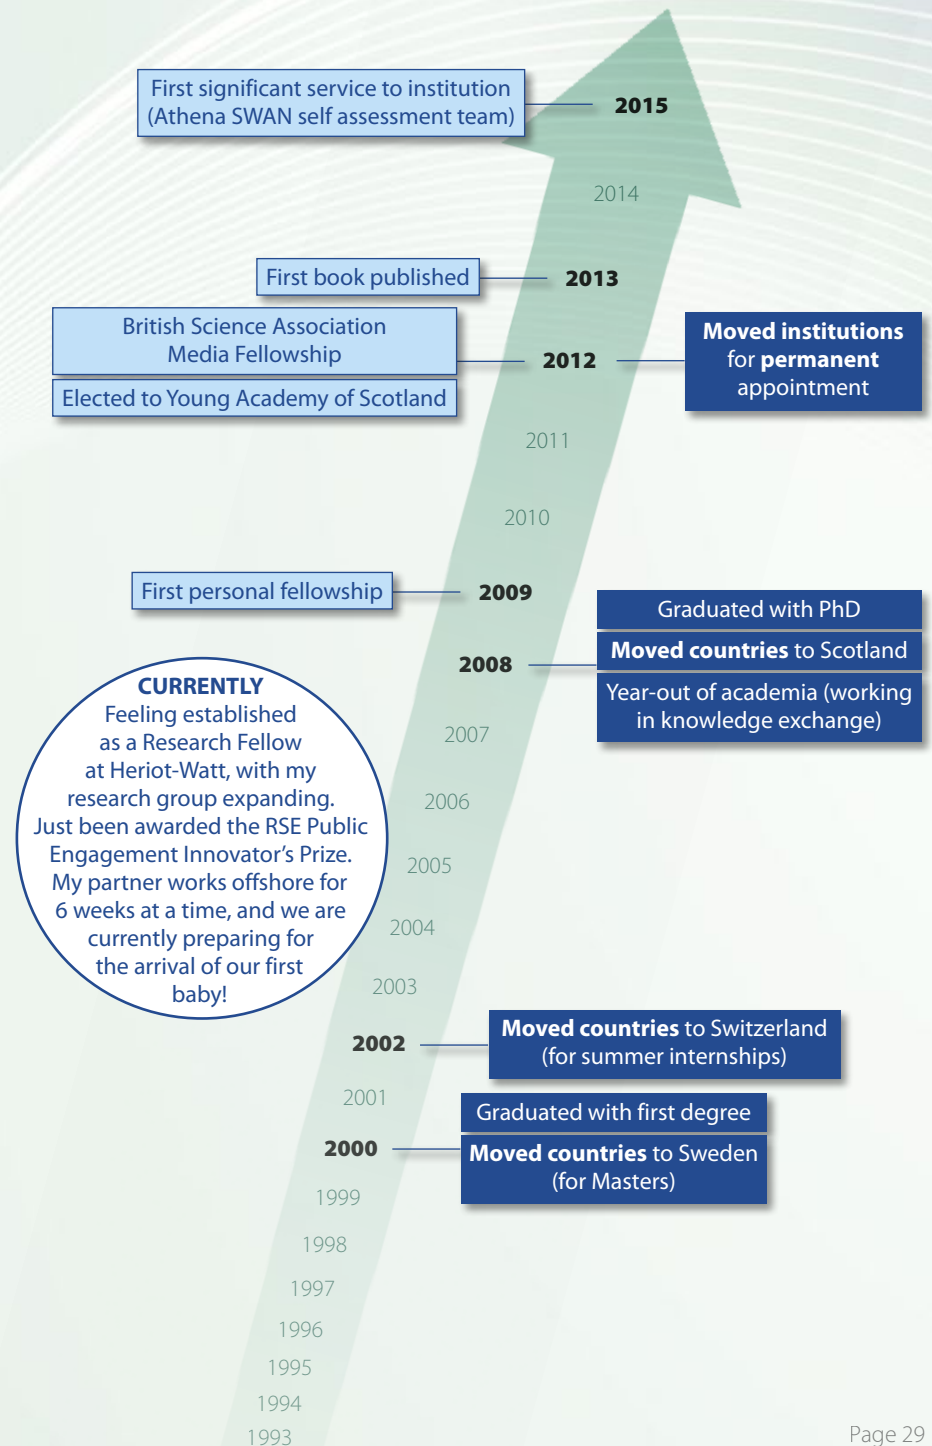 First significant service to institution
(Athena SWAN self assessment team)
2015
2014
First book published
2013
British Science Association
Media Fellowship
Elected to Young Academy of Scotland
2012
Moved institutions
for permanent
appointment
2011
2010
First personal fellowship
2009
2008
Graduated with PhD
Moved countries to Scotland
Year-out of academia (working
in knowledge exchange)
CURRENTLY
Feeling established
as a Research Fellow
at Heriot-Watt, with my
research group expanding.
Just been awarded the RSE Public
Engagement Innovator’s Prize.
My partner works offshore for
6 weeks at a time, and we are
currently preparing for
the arrival of our first
baby!
2007
2006
2005
2004
2003
2002
Moved countries to Switzerland
(for summer internships)
2001
2000
Graduated with first degree
Moved countries to Sweden
(for Masters)
1999
1998
1997
1996
1995
1994
1993
Page 29